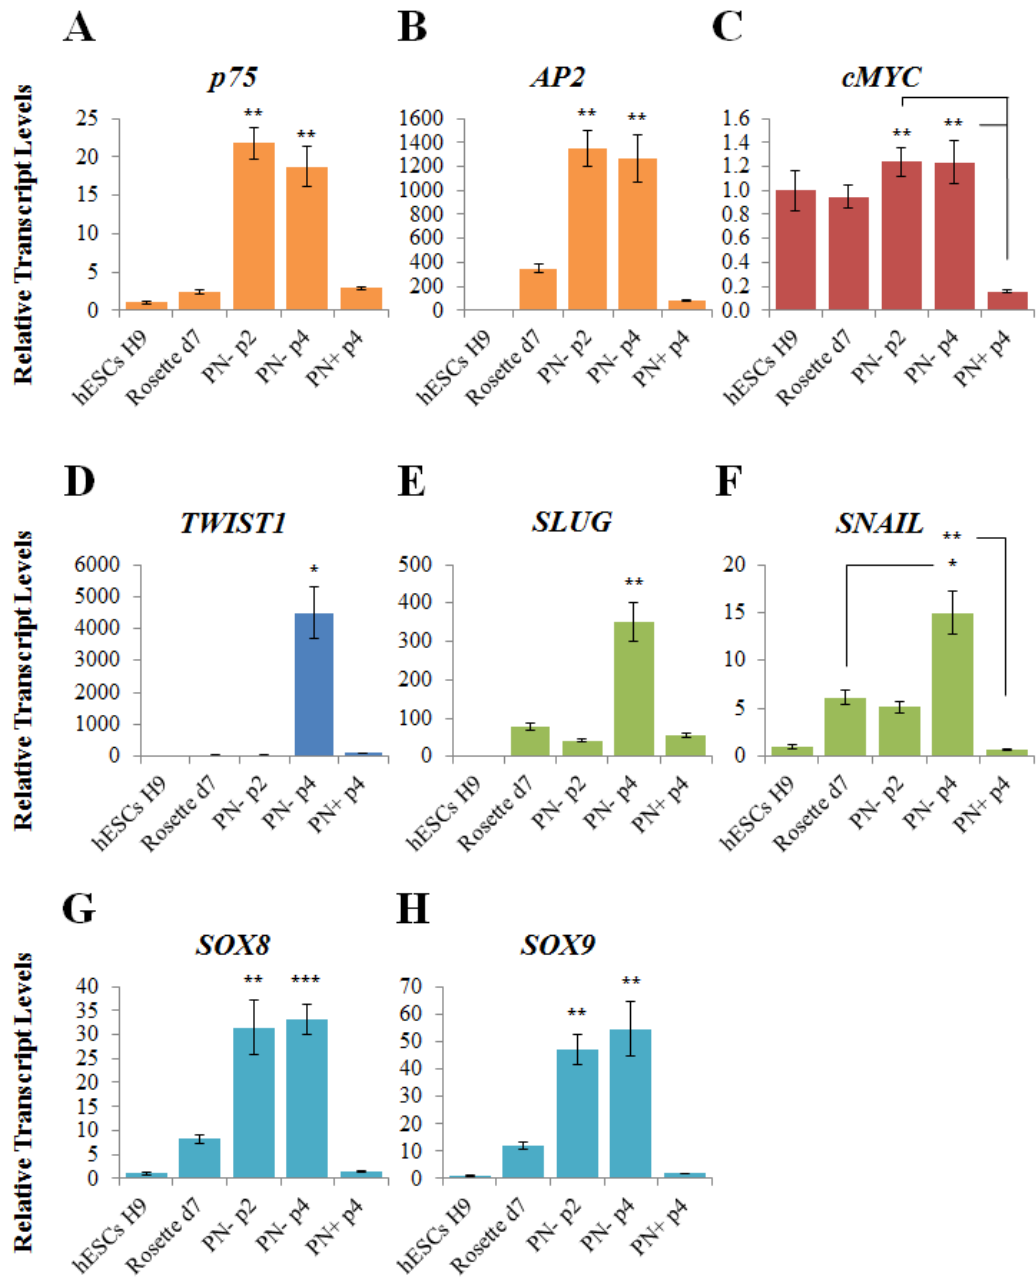 A
B
C
p75
AP2
cMYC
Relative Transcript Levels
25
20
15
10
5
0
**
**
hESCs H9
Rosette d7
PN- p2
PN- p4
PN+ p4
1600
1400
1200
1000
800
600
400
200
0
**
**
hESCs H9
Rosette d7
PN- p2
PN- p4
PN+ p4
1.6
1.4
1.2
1.0
0.8
0.6
0.4
0.2
0.0
**
**
hESCs H9
Rosette d7
PN- p2
PN- p4
PN+ p4
D
E
F
TWIST1
SLUG
SNAIL
Relative Transcript Levels
6000
5000
4000
3000
2000
1000
0
*
hESCs H9
Rosette d7
PN- p2
PN- p4
PN+ p4
500
400
300
200
100
0
**
hESCs H9
Rosette d7
PN- p2
PN- p4
PN+ p4
20
15
10
5
0
**
*
hESCs H9
Rosette d7
PN- p2
PN- p4
PN+ p4
G
H
SOX8
SOX9
Relative Transcript Levels
40
35
30
25
20
15
10
5
0
**
***
hESCs H9
Rosette d7
PN- p2
PN- p4
PN+ p4
70
60
50
40
30
20
10
0
**
**
hESCs H9
Rosette d7
PN- p2
PN- p4
PN+ p4